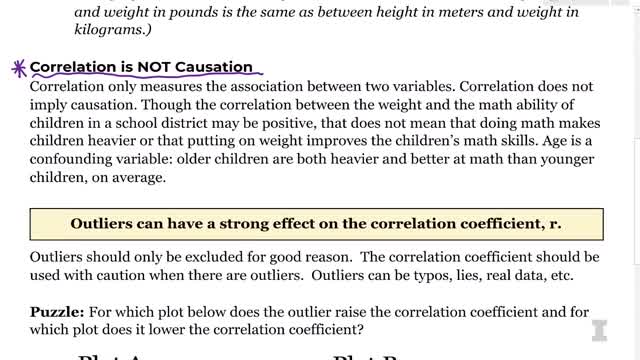 and weight in pounds is the same as between height in meters and weight in
kilograms.)
Correlation is NOT Causation
Correlation only measures the association between two variables. Correlation does not
imply causation. Though the correlation between the weight and the math ability of
children in a school district may be positive, that does not mean that doing math makes
children heavier or that putting on weight improves the children’s math skills. Age is a
confounding variable: older children are both heavier and better at math than younger
children, on average.
Outliers can have a strong effect on the correlation coefficient, r.
Outliers should only be excluded for good reason.  The correlation coefficient should be
used with caution when there are outliers.  Outliers can be typos, lies, real data, etc.
Puzzle: For which plot below does the outlier raise the correlation coefficient and for
which plot does it lower the correlation coefficient?